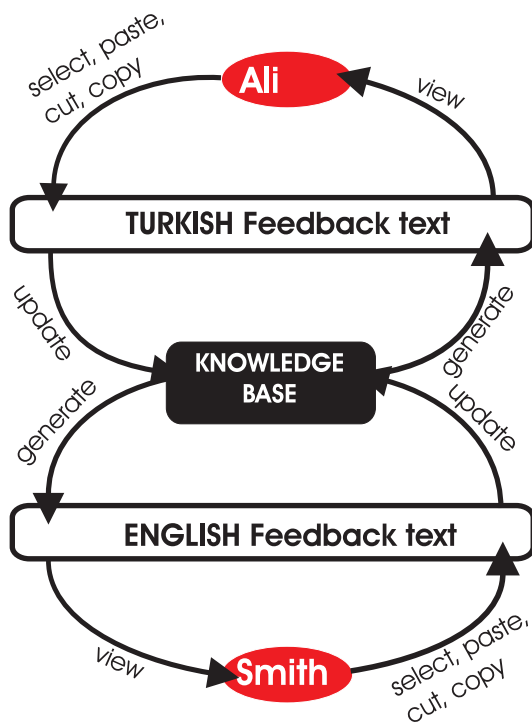 select, paste,
cut, copy
Ali
view
TURKISH Feedback text
update
generate
KNOWLEDGE
BASE
generate
update
ENGLISH Feedback text
view
Smith
select, paste,
cut, copy